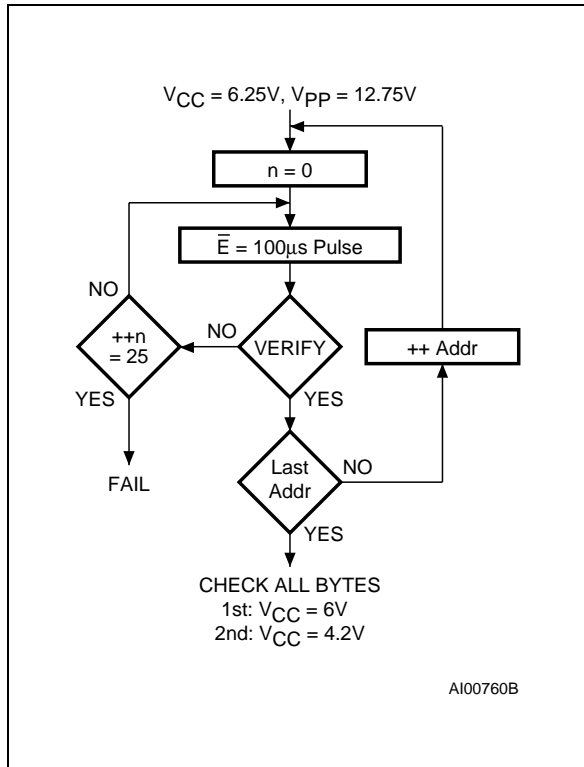 VCC = 6.25V, VPP = 12.75V
n = 0
E̅ = 100µs Pulse
NO
++n
= 25
NO
VERIFY
++ Addr
YES
YES
FAIL
Last
Addr
NO
YES
CHECK ALL BYTES
1st: VCC = 6V
2nd: VCC = 4.2V
AI00760B